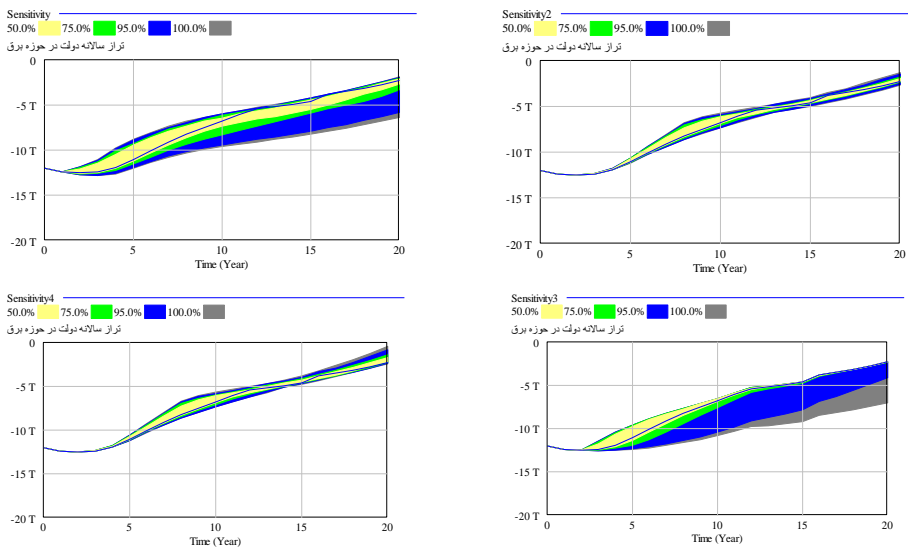 Sensitivity
50.0% 75.0% 95.0% 100.0%
تراز سالانه دولت در حوزه برق
0
-5 T
-10 T
-15 T
-20 T
0 5 10 15 20
Time (Year)
Sensitivity2
50.0% 75.0% 95.0% 100.0%
تراز سالانه دولت در حوزه برق
0
-5 T
-10 T
-15 T
-20 T
0 5 10 15 20
Time (Year)
Sensitivity4
50.0% 75.0% 95.0% 100.0%
تراز سالانه دولت در حوزه برق
0
-5 T
-10 T
-15 T
-20 T
0 5 10 15 20
Time (Year)
Sensitivity3
50.0% 75.0% 95.0% 100.0%
تراز سالانه دولت در حوزه برق
0
-5 T
-10 T
-15 T
-20 T
0 5 10 15 20
Time (Year)